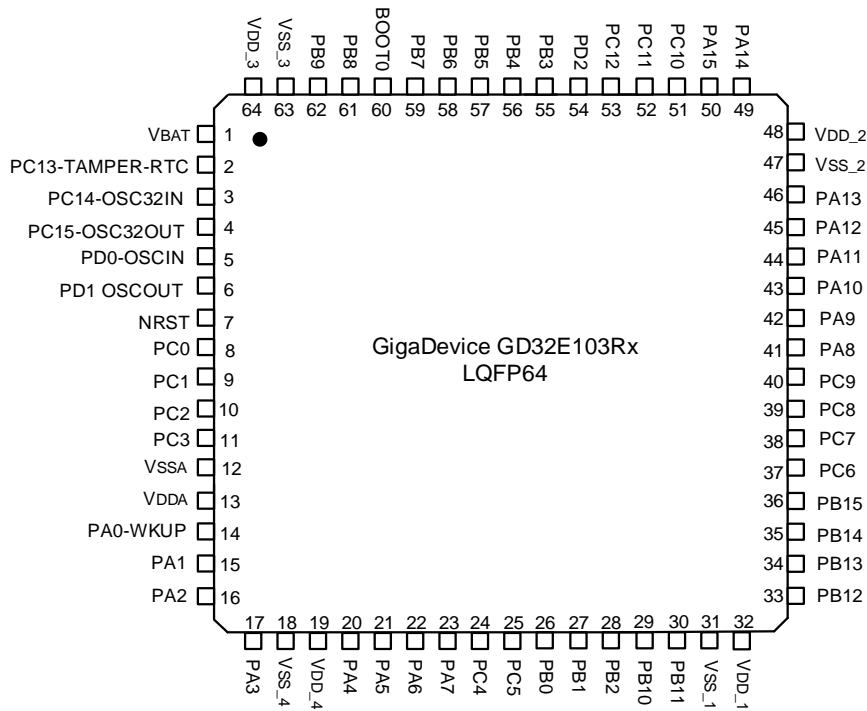 VDD_3 VSS_3 PB9 PB8 BOOT0 PB7 PB6 PB5 PB4 PB3 PD2 PC12 PC11 PC10 PA15 PA14
64 63 62 61 60 59 58 57 56 55 54 53 52 51 50 49
VBAT 1
PC13-TAMPER-RTC 2
PC14-OSC32IN 3
PC15-OSC32OUT 4
PD0-OSCIN 5
PD1 OSCOUT 6
NRST 7
PC0 8
PC1 9
PC2 10
PC3 11
VSSA 12
VDDA 13
PA0-WKUP 14
PA1 15
PA2 16
GigaDevice GD32E103Rx
LQFP64
48 VDD_2
47 VSS_2
46 PA13
45 PA12
44 PA11
43 PA10
42 PA9
41 PA8
40 PC9
39 PC8
38 PC7
37 PC6
36 PB15
35 PB14
34 PB13
33 PB12
17 18 19 20 21 22 23 24 25 26 27 28 29 30 31 32
PA3 VSS_4 VDD_4 PA4 PA5 PA6 PA7 PC4 PC5 PB0 PB1 PB2 PB10 PB11 VSS_1 VDD_1